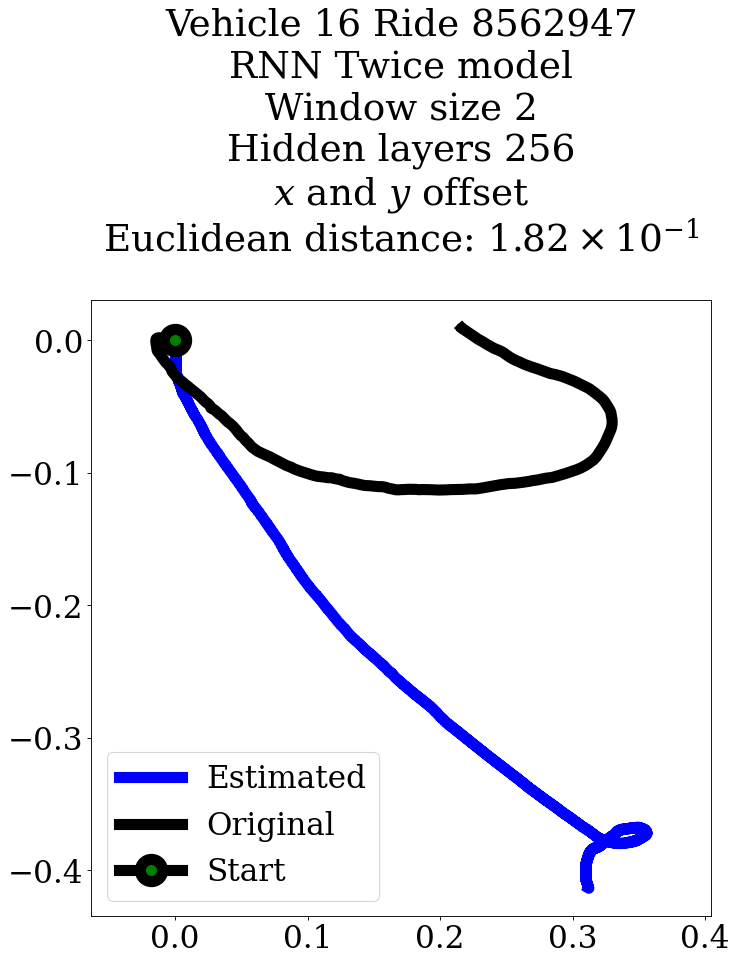 Vehicle 16 Ride 8562947
RNN Twice model
Window size 2
Hidden layers 256
x and y offset
Euclidean distance: 1.82 × 10⁻¹
0.0
−0.1
−0.2
−0.3
−0.4
Estimated
Original
Start
0.0 0.1 0.2 0.3 0.4